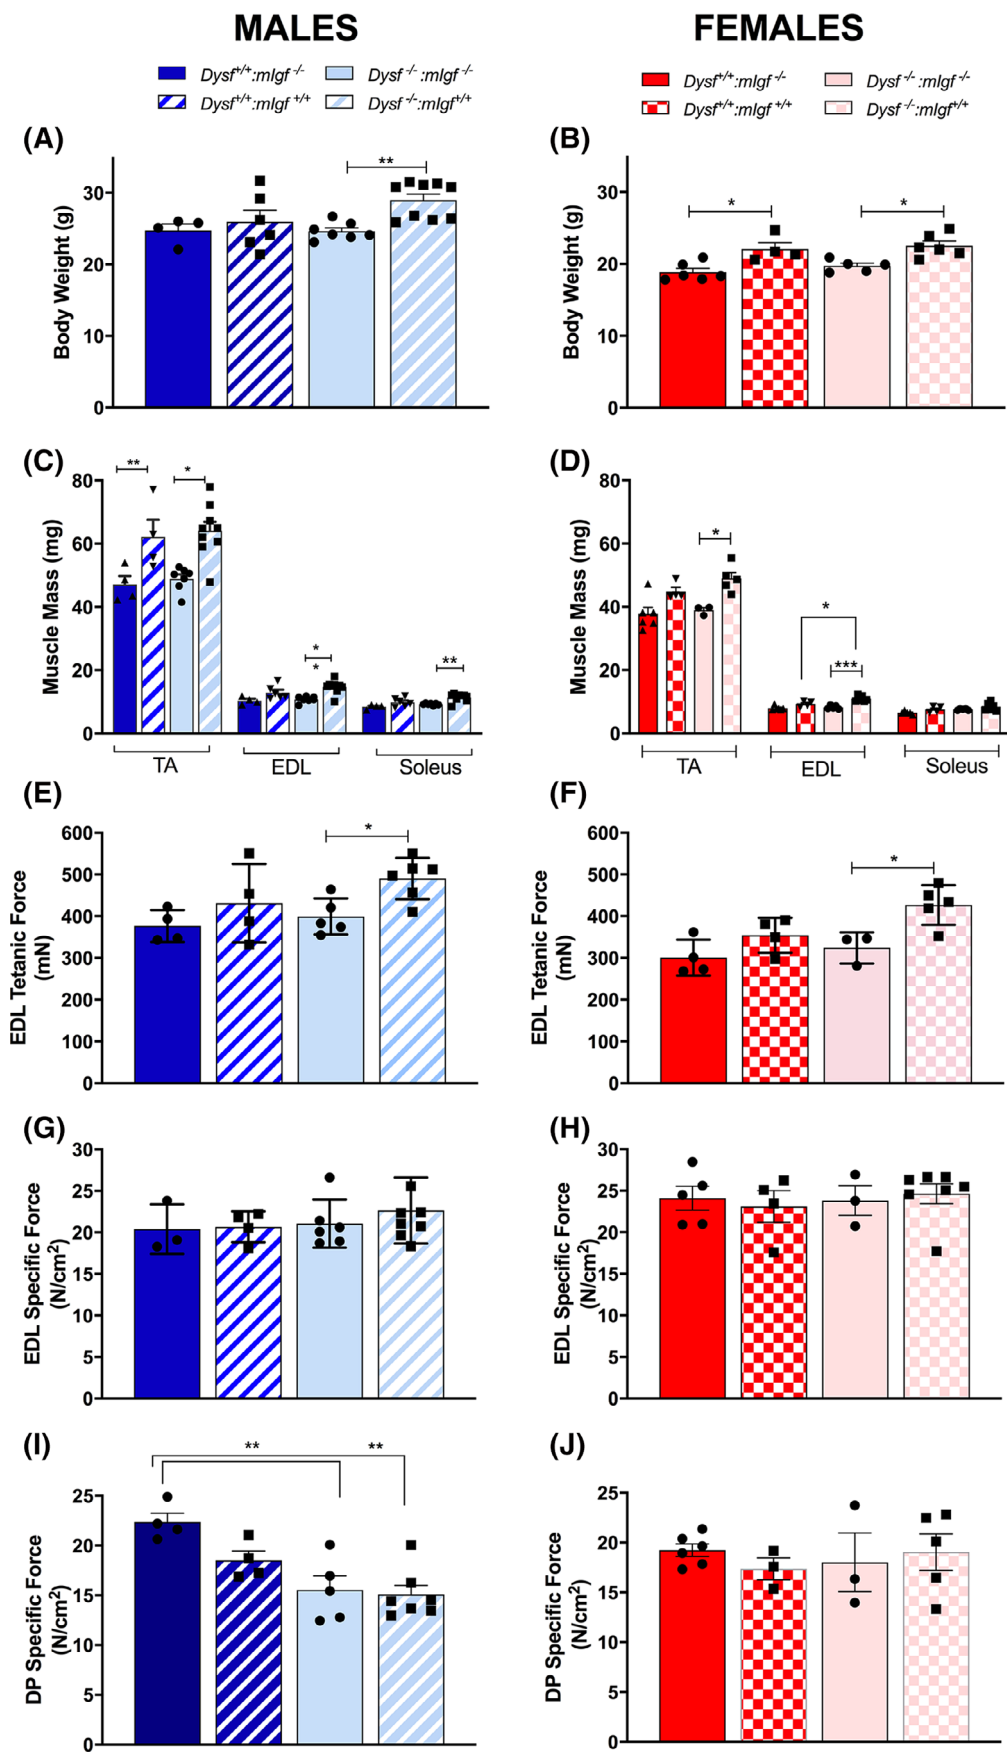 MALES
FEMALES
Dysf+/+:mIgf -/-
Dysf -/- :mIgf -/-
Dysf+/+:mIgf +/+
Dysf -/-:mIgf+/+
Dysf+/+:mIgf -/-
Dysf -/- :mIgf -/-
Dysf+/+:mIgf +/+
Dysf -/-:mIgf+/+
(A)
Body Weight (g)
30
20
10
0
**
(B)
Body Weight (g)
30
20
10
0
*
*
(C)
Muscle Mass (mg)
80
60
40
20
0
**
*
*
*
**
TA
EDL
Soleus
(D)
Muscle Mass (mg)
80
60
40
20
0
*
*
***
TA
EDL
Soleus
(E)
EDL Tetanic Force
(mN)
600
500
400
300
200
100
0
*
(F)
EDL Tetanic Force
(mN)
600
500
400
300
200
100
0
*
(G)
EDL Specific Force
(N/cm2)
30
25
20
15
10
5
0
(H)
EDL Specific Force
(N/cm2)
30
25
20
15
10
5
0
(I)
DP Specific Force
(N/cm2)
25
20
15
10
5
0
**
**
(J)
DP Specific Force
(N/cm2)
25
20
15
10
5
0